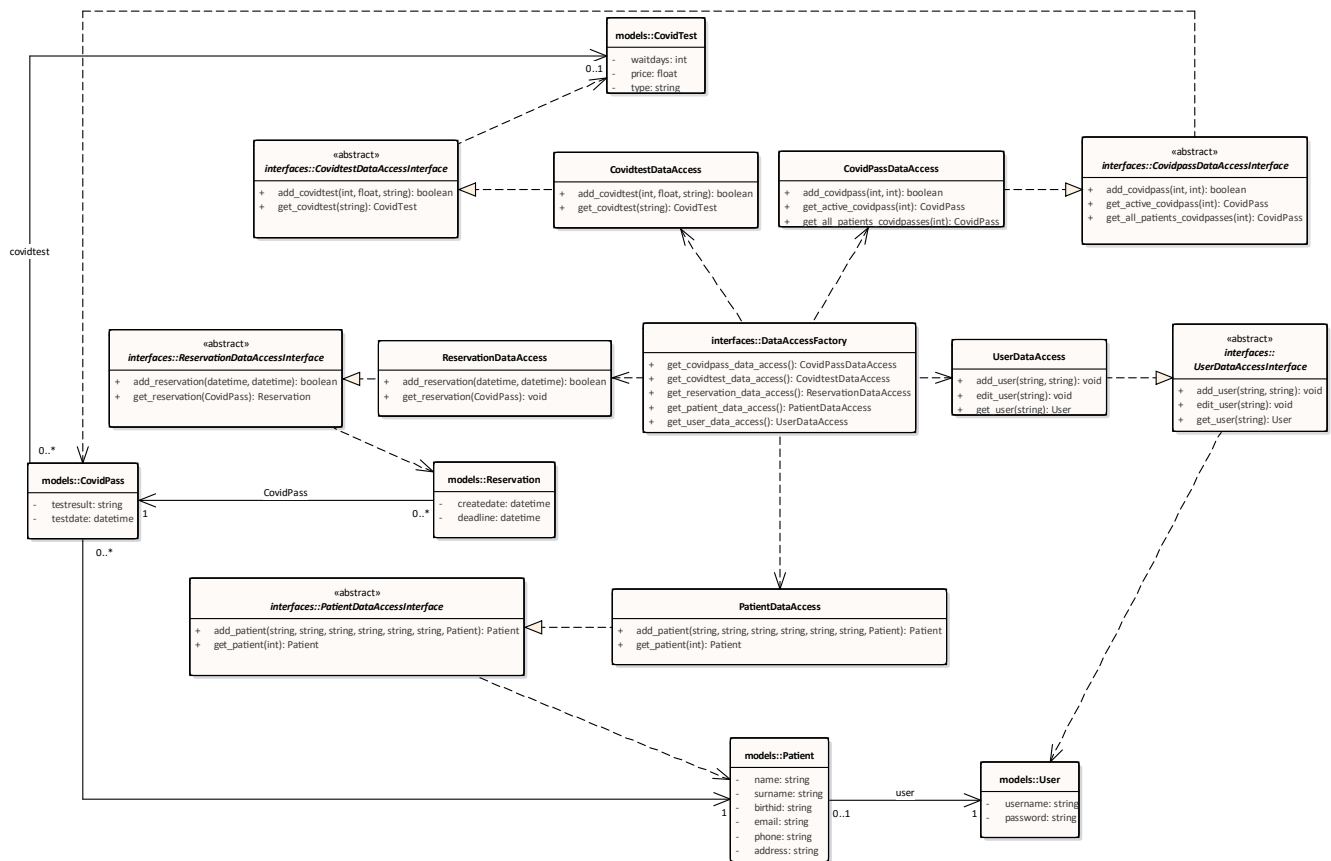 models::CovidTest
- waitdays: int
- price: float
- type: string
0..1
«abstract»
interfaces::CovidtestDataAccessInterface
+ add_covidtest(int, float, string): boolean
+ get_covidtest(string): CovidTest
CovidtestDataAccess
+ add_covidtest(int, float, string): boolean
+ get_covidtest(string): CovidTest
CovidPassDataAccess
+ add_covidpass(int, int): boolean
+ get_active_covidpass(int): CovidPass
+ get_all_patients_covidpasses(int): CovidPass
«abstract»
interfaces::CovidpassDataAccessInterface
+ add_covidpass(int, int): boolean
+ get_active_covidpass(int): CovidPass
+ get_all_patients_covidpasses(int): CovidPass
covidtest
«abstract»
interfaces::ReservationDataAccessInterface
+ add_reservation(datetime, datetime): boolean
+ get_reservation(CovidPass): Reservation
ReservationDataAccess
+ add_reservation(datetime, datetime): boolean
+ get_reservation(CovidPass): void
interfaces::DataAccessFactory
+ get_covidpass_data_access(): CovidPassDataAccess
+ get_covidtest_data_access(): CovidtestDataAccess
+ get_reservation_data_access(): ReservationDataAccess
+ get_patient_data_access(): PatientDataAccess
+ get_user_data_access(): UserDataAccess
UserDataAccess
+ add_user(string, string): void
+ edit_user(string): void
+ get_user(string): User
«abstract»
interfaces::
UserDataAccessInterface
+ add_user(string, string): void
+ edit_user(string): void
+ get_user(string): User
0..*
models::CovidPass
- testresult: string
- testdate: datetime
0..*
1
CovidPass
0..*
models::Reservation
- createdate: datetime
- deadline: datetime
«abstract»
interfaces::PatientDataAccessInterface
+ add_patient(string, string, string, string, string, string, Patient): Patient
+ get_patient(int): Patient
PatientDataAccess
+ add_patient(string, string, string, string, string, string, Patient): Patient
+ get_patient(int): Patient
1
models::Patient
- name: string
- surname: string
- birthid: string
- email: string
- phone: string
- address: string
0..1
user
1
models::User
- username: string
- password: string